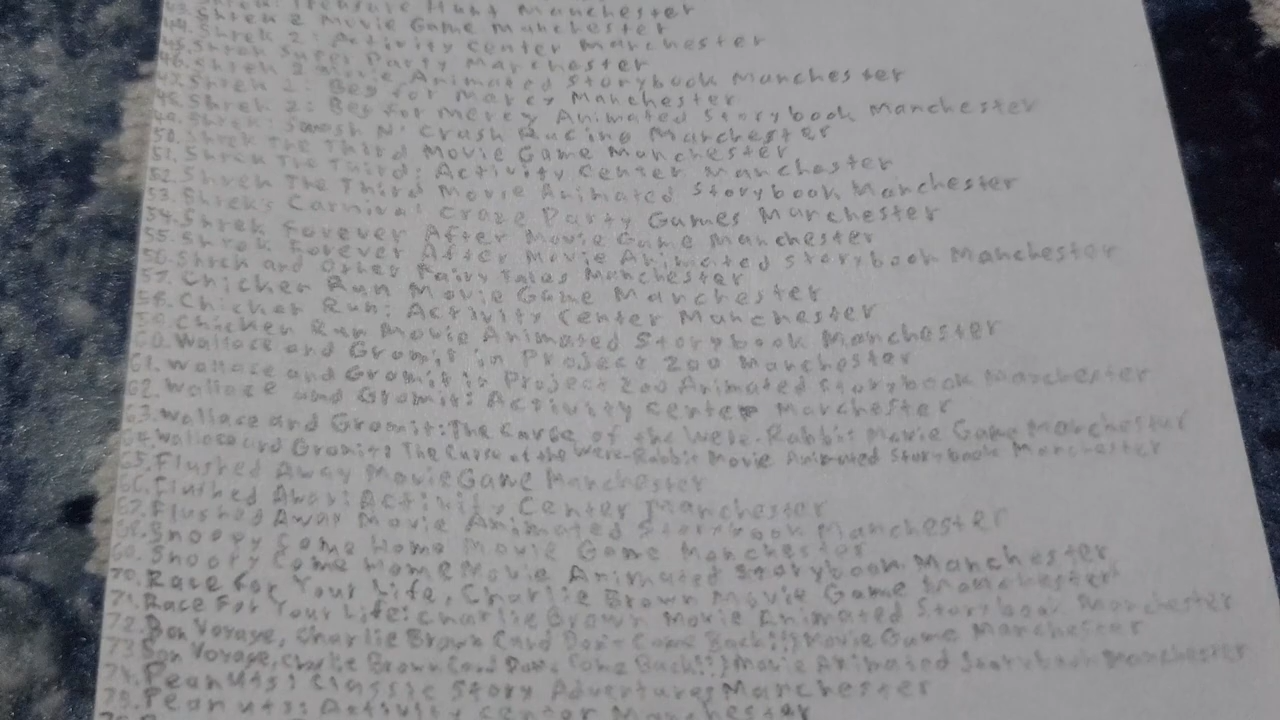 Treasure Hunt Manchester
44. Shrek 2 Movie Game Manchester
45. Shrek 2: Activity Center Manchester
46. Shrek Super Party Manchester
Shrek 2 Movie Animated Storybook Manchester
47. Shrek 2: Beg for Mercy Manchester
48. Shrek 2: Beg for Mercy Animated Storybook Manchester
49. Shrek: Smash N' Crash Racing Manchester
50. Shrek The Third Movie Game Manchester
51. Shrek The Third: Activity Center Manchester
52. Shrek The Third Movie Animated Storybook Manchester
53. Shrek's Carnival Craze Party Games Manchester
54. Shrek Forever After Movie Game Manchester
55. Shrek Forever After Movie Animated Storybook Manchester
56. Shrek and Other Fairy Tales Manchester
57. Chicken Run Movie Game Manchester
58. Chicken Run: Activity Center Manchester
59. Chicken Run Movie Animated Storybook Manchester
60. Wallace and Gromit in Project Zoo Manchester
61. Wallace and Gromit in Project Zoo Animated Storybook Manchester
62. Wallace and Gromit: Activity Center Manchester
63. Wallace and Gromit: The Curse of the Were-Rabbit Movie Game Manchester
64. Wallace and Gromit: The Curse of the Were-Rabbit Movie Animated Storybook Manchester
65. Flushed Away Movie Game Manchester
66. Flushed Away: Activity Center Manchester
67. Flushed Away Movie Animated Storybook Manchester
68. Snoopy Come Home Movie Game Manchester
69. Snoopy Come Home Movie Animated Storybook Manchester
70. Race For Your Life, Charlie Brown Movie Game Manchester
71. Race For Your Life: Charlie Brown Movie Animated Storybook Manchester
72. Bon Voyage, Charlie Brown (and Don't Come Back!!) Movie Game Manchester
73. Bon Voyage, Charlie Brown (and Don't Come Back!!) Movie Animated Storybook Manchester
74. Peanuts: Classic Story Adventures Manchester
75. Peanuts: Activity Center Manchester